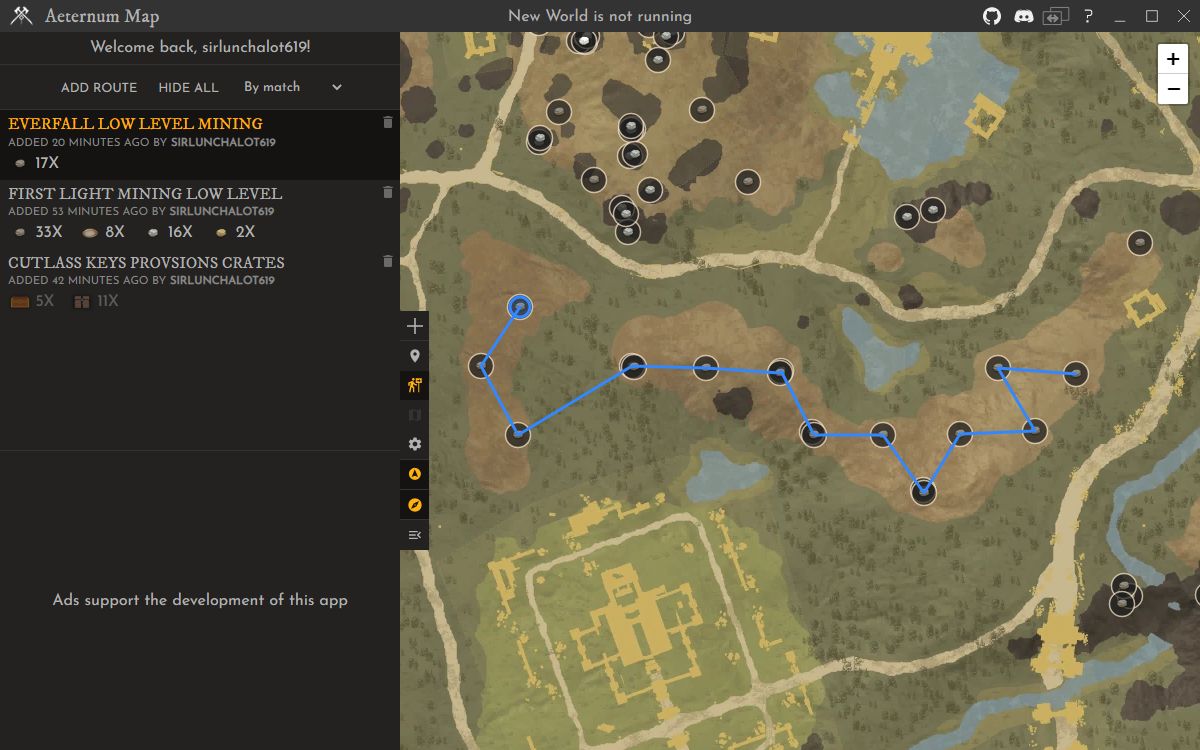 Aeternum Map
New World is not running
?
Welcome back, sirlunchalot619!
ADD ROUTE HIDE ALL By match
EVERFALL LOW LEVEL MINING
ADDED 20 MINUTES AGO BY SIRLUNCHALOT619
17X
FIRST LIGHT MINING LOW LEVEL
ADDED 53 MINUTES AGO BY SIRLUNCHALOT619
33X 8X 16X 2X
CUTLASS KEYS PROVSIONS CRATES
ADDED 42 MINUTES AGO BY SIRLUNCHALOT619
5X 11X
Ads support the development of this app
+
−